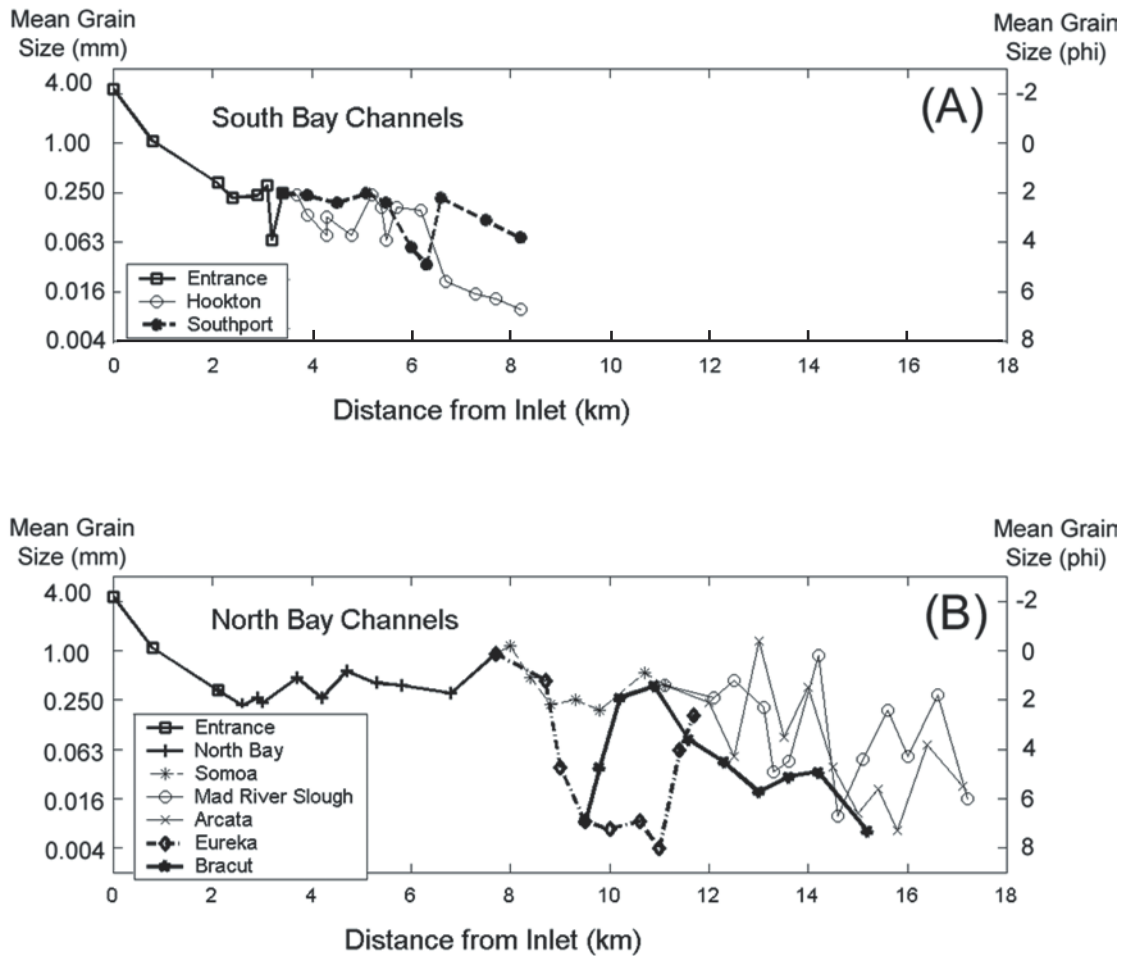 Mean Grain
Size (mm)
Mean Grain
Size (phi)
4.00
1.00
0.250
0.063
0.016
0.004
South Bay Channels
(A)
-2
0
2
4
6
8
Entrance
Hookton
Southport
0 2 4 6 8 10 12 14 16 18
Distance from Inlet (km)
Mean Grain
Size (mm)
Mean Grain
Size (phi)
4.00
1.00
0.250
0.063
0.016
0.004
North Bay Channels
(B)
-2
0
2
4
6
8
Entrance
North Bay
Somoa
Mad River Slough
Arcata
Eureka
Bracut
0 2 4 6 8 10 12 14 16 18
Distance from Inlet (km)